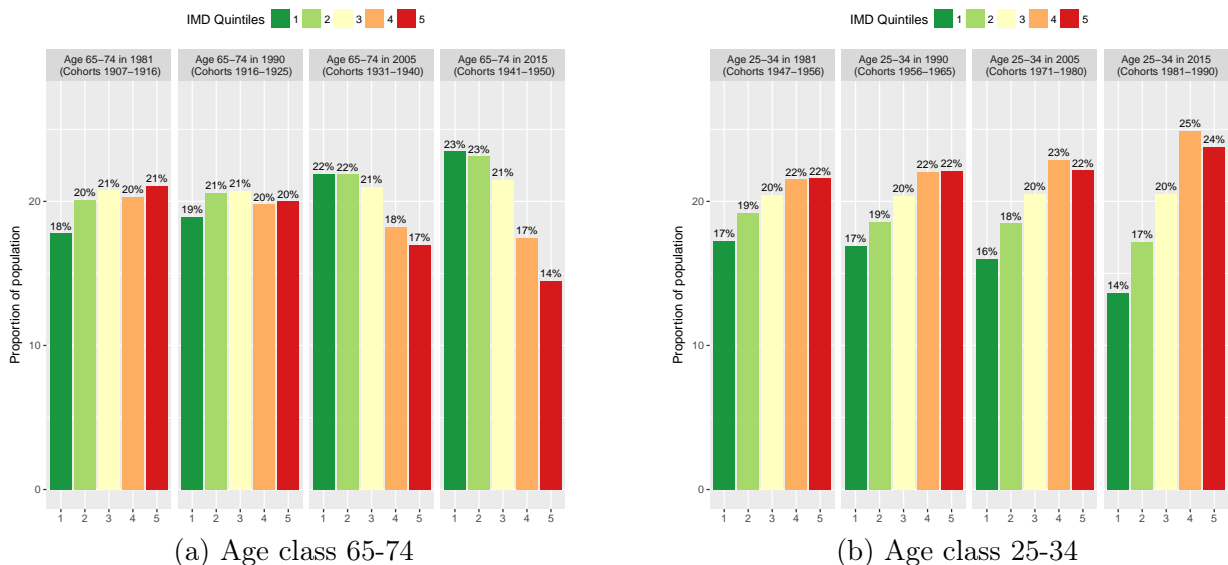 IMD Quintiles 1 2 3 4 5
Age 65−74 in 1981
(Cohorts 1907−1916)
Age 65−74 in 1990
(Cohorts 1916−1925)
Age 65−74 in 2005
(Cohorts 1931−1940)
Age 65−74 in 2015
(Cohorts 1941−1950)
Proportion of population
20
10
0
18% 20% 21% 20% 21%
19% 21% 21% 20% 20%
22% 22% 21% 18% 17%
23% 23% 21% 17% 14%
1 2 3 4 5
1 2 3 4 5
1 2 3 4 5
1 2 3 4 5
(a) Age class 65-74
IMD Quintiles 1 2 3 4 5
Age 25−34 in 1981
(Cohorts 1947−1956)
Age 25−34 in 1990
(Cohorts 1956−1965)
Age 25−34 in 2005
(Cohorts 1971−1980)
Age 25−34 in 2015
(Cohorts 1981−1990)
Proportion of population
20
10
0
17% 19% 20% 22% 22%
17% 19% 20% 22% 22%
16% 18% 20% 23% 22%
14% 17% 20% 25% 24%
1 2 3 4 5
1 2 3 4 5
1 2 3 4 5
1 2 3 4 5
(b) Age class 25-34